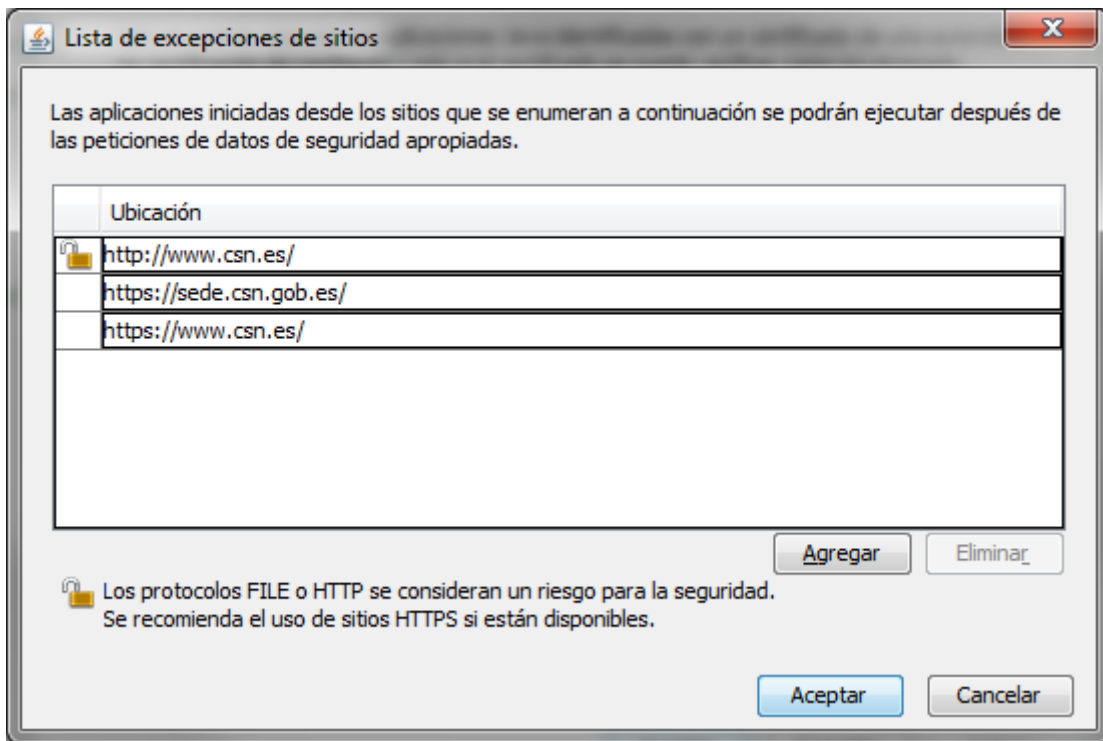 Lista de excepciones de sitios
Las aplicaciones iniciadas desde los sitios que se enumeran a continuación se podrán ejecutar después de
las peticiones de datos de seguridad apropiadas.
Ubicación
http://www.csn.es/
https://sede.csn.gob.es/
https://www.csn.es/
Agregar Eliminar
Los protocolos FILE o HTTP se consideran un riesgo para la seguridad.
Se recomienda el uso de sitios HTTPS si están disponibles.
Aceptar Cancelar